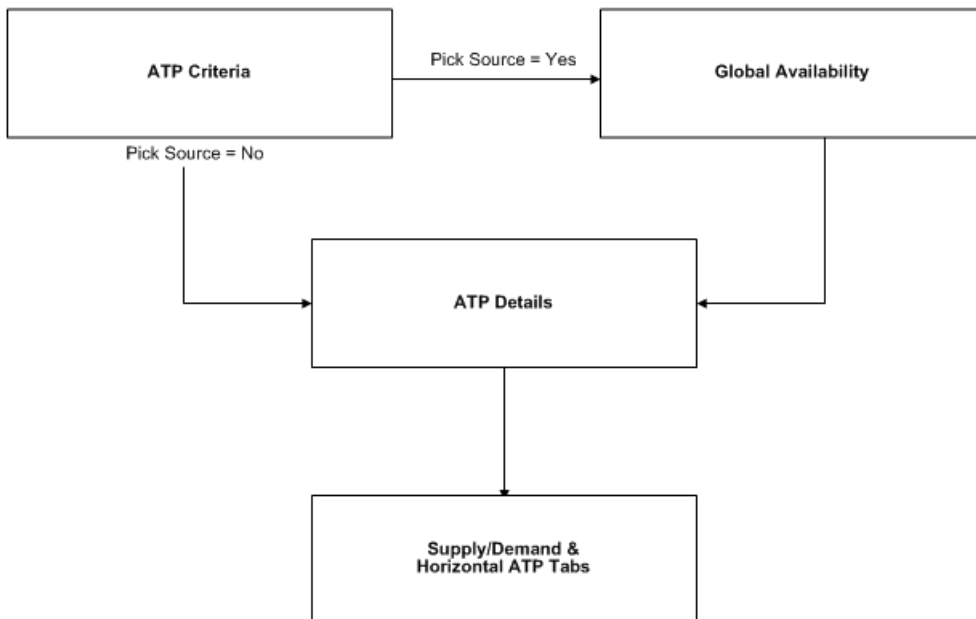 ATP Criteria
Pick Source = Yes
Global Availability
Pick Source = No
ATP Details
Supply/Demand &
Horizontal ATP Tabs